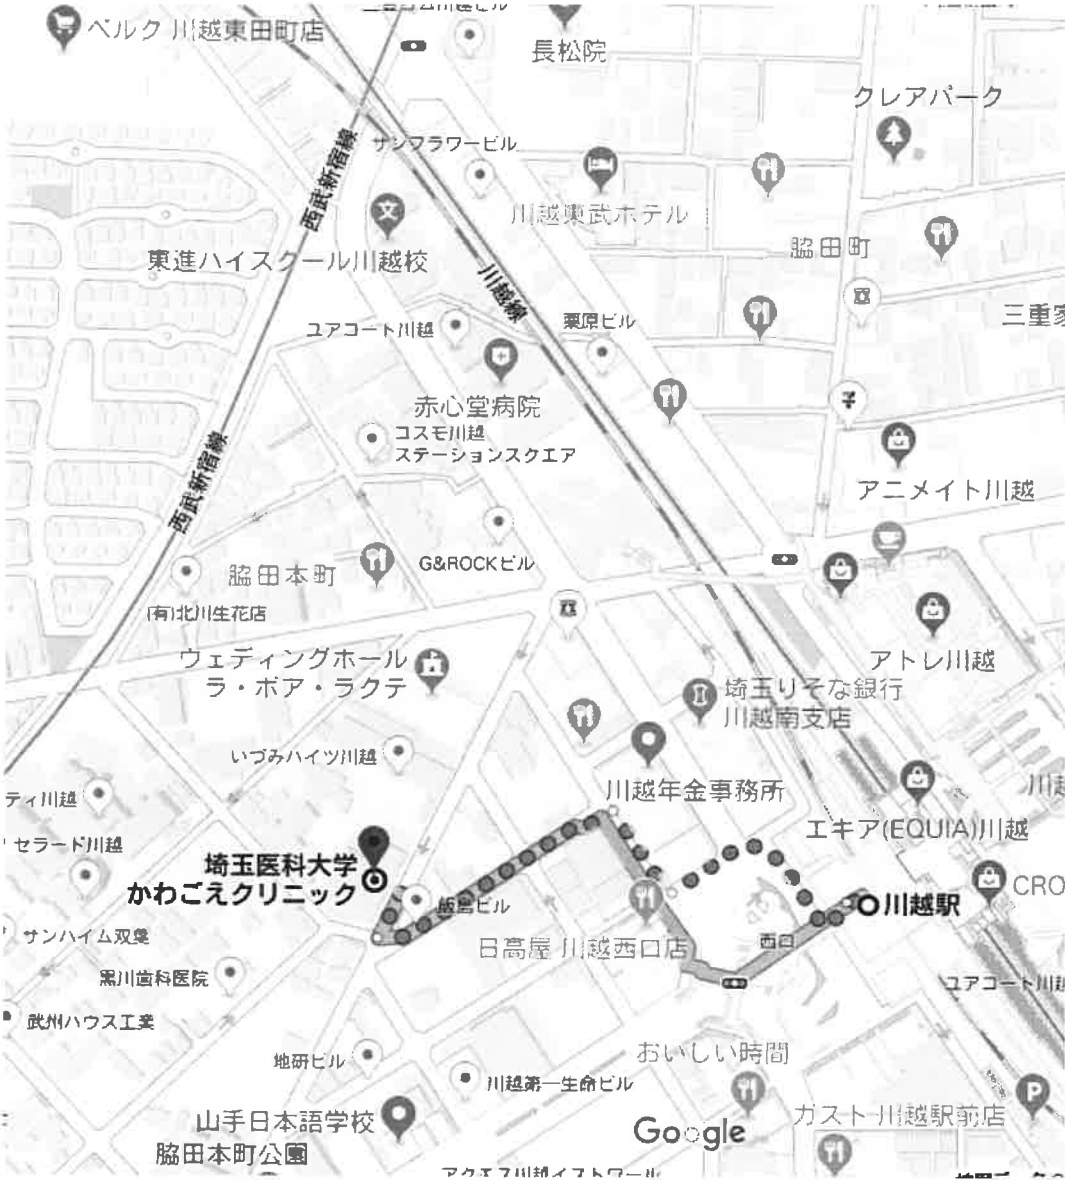 ベルク 川越東田町店
長松院
クレアパーク
サンフラワービル
西武新宿線
川越東武ホテル
脇田町
東進ハイスクール川越校
川越線
ユアコート川越
栗原ビル
三重
赤心堂病院
コスモ川越
ステーションスクエア
西武新宿線
アニメイト川越
G&ROCKビル
脇田本町
(有)北川生花店
アトレ川越
ウェディングホール
ラ・ボア・ラクテ
埼玉りそな銀行
川越南支店
いづみハイツ川越
川越年金事務所
川越
ティ川越
エキア(EQUIA)川越
セラード川越
埼玉医科大学
かわごえクリニック
飯島ビル
川越駅
CRO
サンハイム双葉
日高屋 川越西口店
西口
黒川歯科医院
ユアコート川越
武州ハウス工業
地研ビル
おいしい時間
川越第一生命ビル
山手日本語学校
Google
ガスト 川越駅前店
脇田本町公園
アクエス川越イストワール